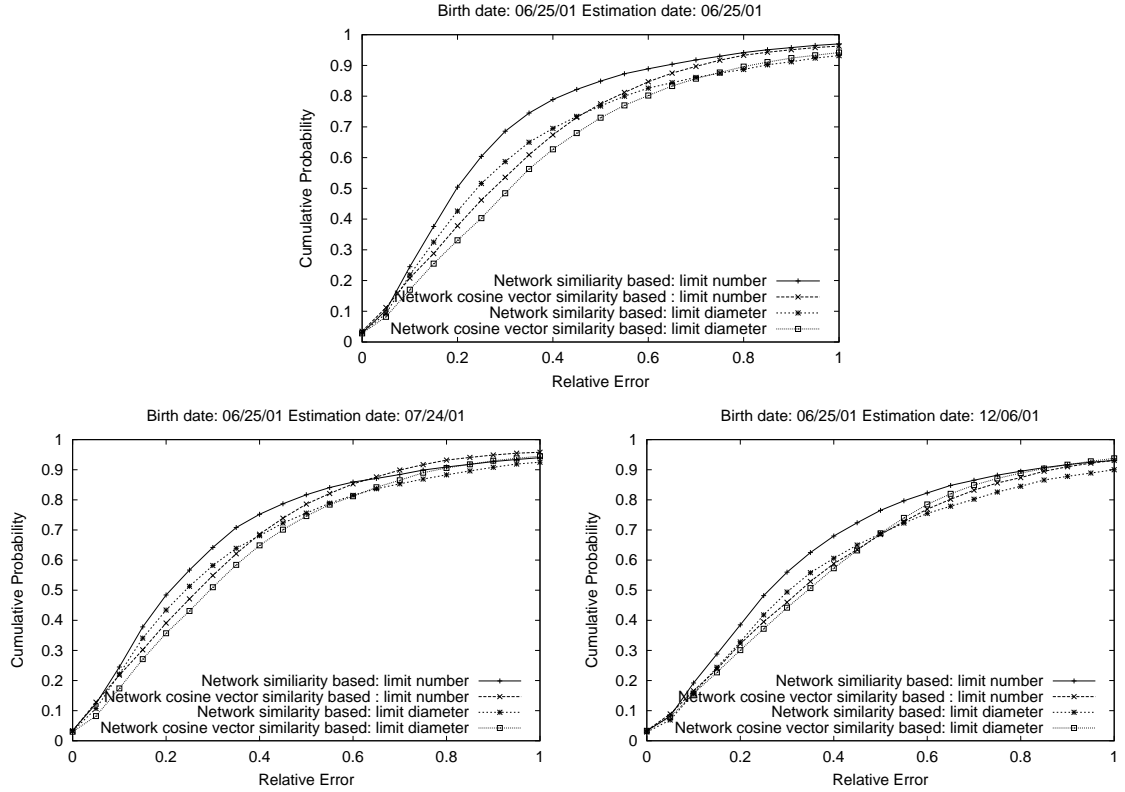 Birth date: 06/25/01 Estimation date: 06/25/01
1
0.9
0.8
0.7
0.6
0.5
0.4
0.3
0.2
0.1
0
Cumulative Probability
Network similiarity based: limit number
Network cosine vector similarity based : limit number
Network similarity based: limit diameter
Network cosine vector similarity based: limit diameter
0 0.2 0.4 0.6 0.8 1
Relative Error
Birth date: 06/25/01 Estimation date: 07/24/01
1
0.9
0.8
0.7
0.6
0.5
0.4
0.3
0.2
0.1
0
Cumulative Probability
Network similiarity based: limit number
Network cosine vector similarity based : limit number
Network similarity based: limit diameter
Network cosine vector similarity based: limit diameter
0 0.2 0.4 0.6 0.8 1
Relative Error
Birth date: 06/25/01 Estimation date: 12/06/01
1
0.9
0.8
0.7
0.6
0.5
0.4
0.3
0.2
0.1
0
Cumulative Probability
Network similiarity based: limit number
Network cosine vector similarity based : limit number
Network similarity based: limit diameter
Network cosine vector similarity based: limit diameter
0 0.2 0.4 0.6 0.8 1
Relative Error